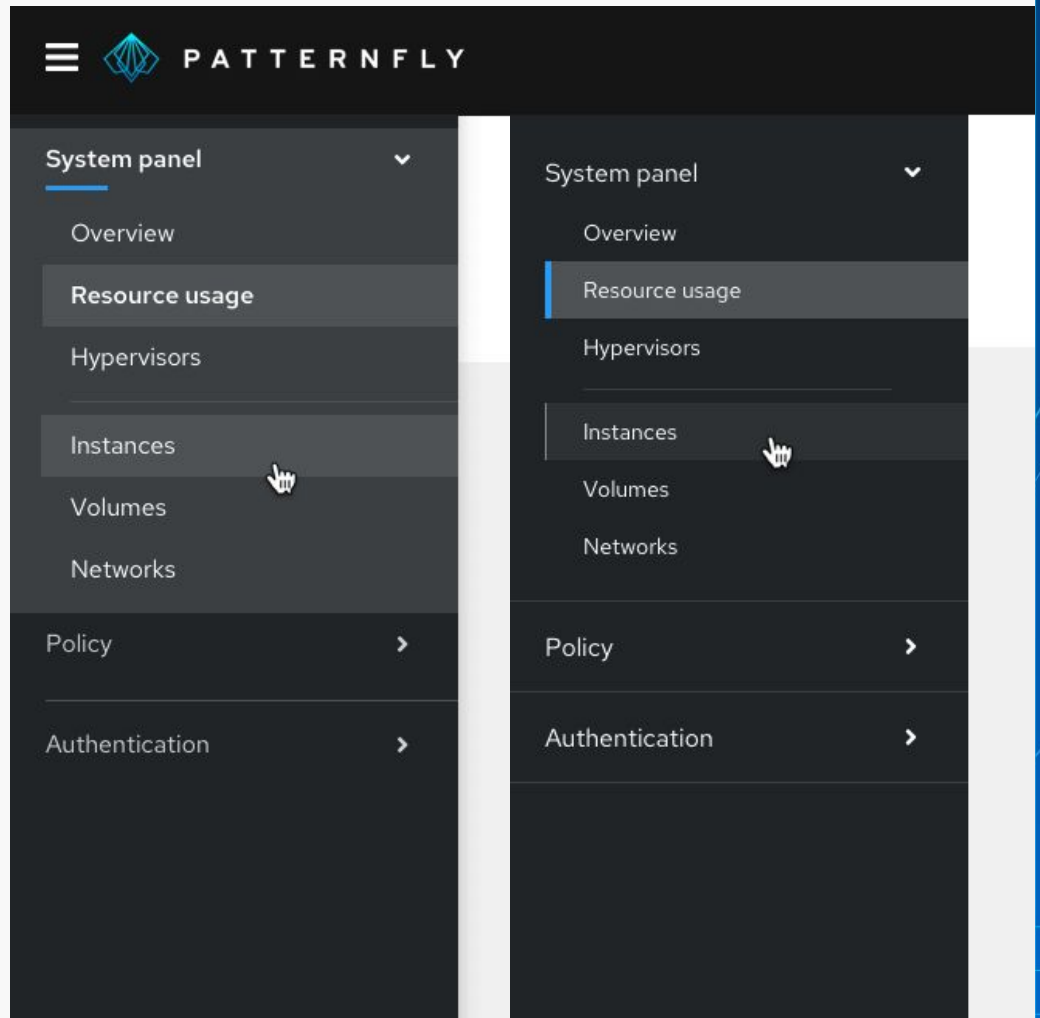 PATTERNFLY
System panel
Overview
Resource usage
Hypervisors
Instances
Volumes
Networks
Policy
Authentication
System panel
Overview
Resource usage
Hypervisors
Instances
Volumes
Networks
Policy
Authentication